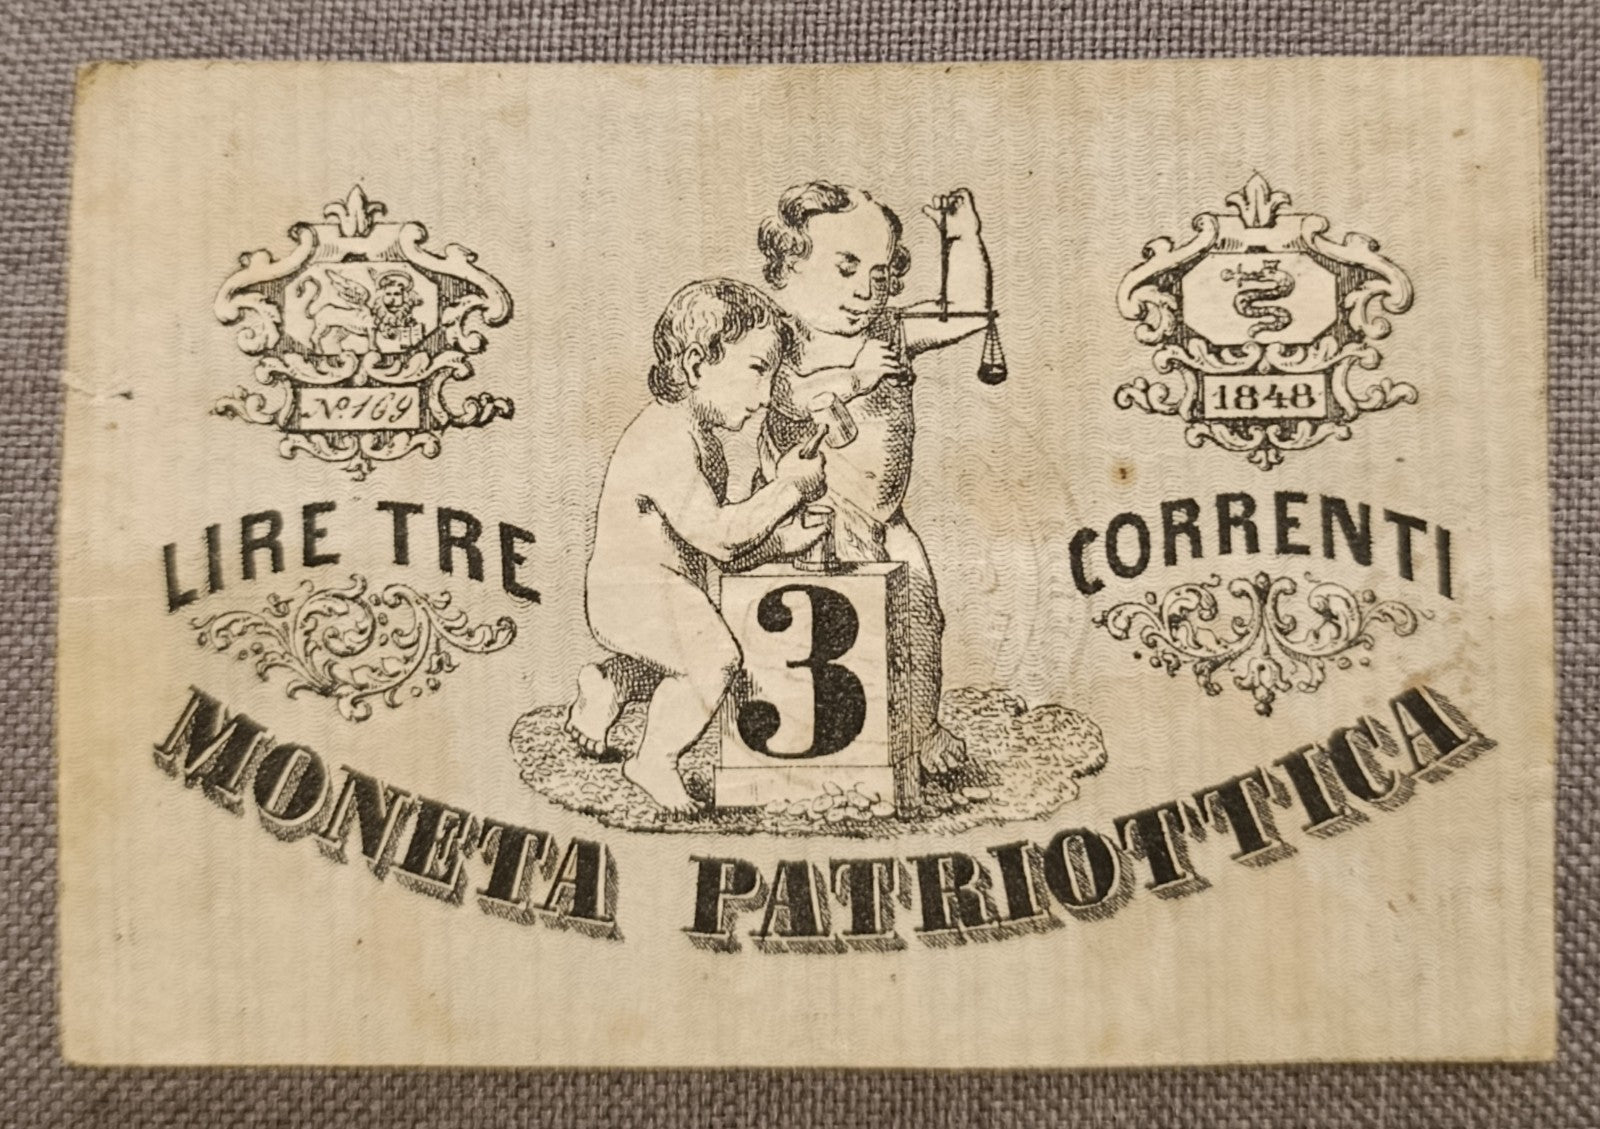 Nº. 169
1848
LIRE TRE
CORRENTI
3
MONETA PATRIOTTICA